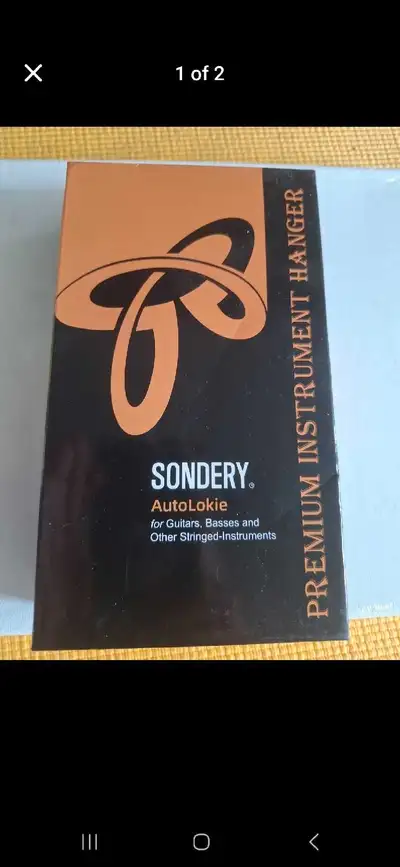 1 of 2
SONDERY®
AutoLokie
for Guitars, Basses and
Other Stringed-Instruments
PREMIUM INSTRUMENT HANGER